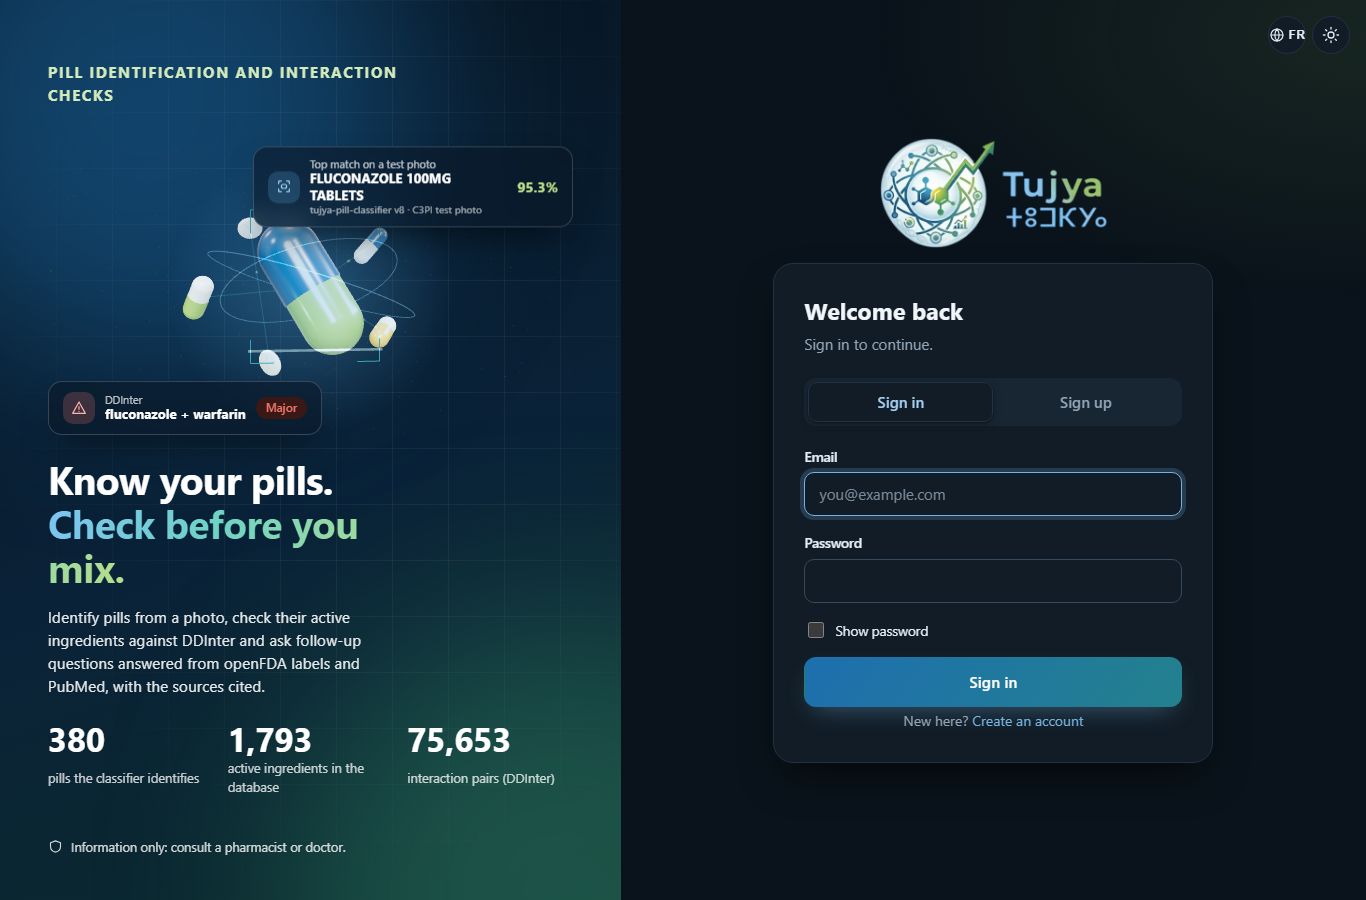 PILL IDENTIFICATION AND INTERACTION
CHECKS
Top match on a test photo
FLUCONAZOLE 100MG
TABLETS
95.3%
tujya-pill-classifier v8 · C3PI test photo
DDInter
fluconazole + warfarin
Major
Know your pills.
Check before you
mix.
Identify pills from a photo, check their active
ingredients against DDInter and ask follow-up
questions answered from openFDA labels and
PubMed, with the sources cited.
380
pills the classifier identifies
1,793
active ingredients in the
database
75,653
interaction pairs (DDInter)
Information only: consult a pharmacist or doctor.
FR
Tujya
ⵜⵓⵊⴽⵖⴰ
Welcome back
Sign in to continue.
Sign in
Sign up
Email
you@example.com
Password
Show password
Sign in
New here? Create an account